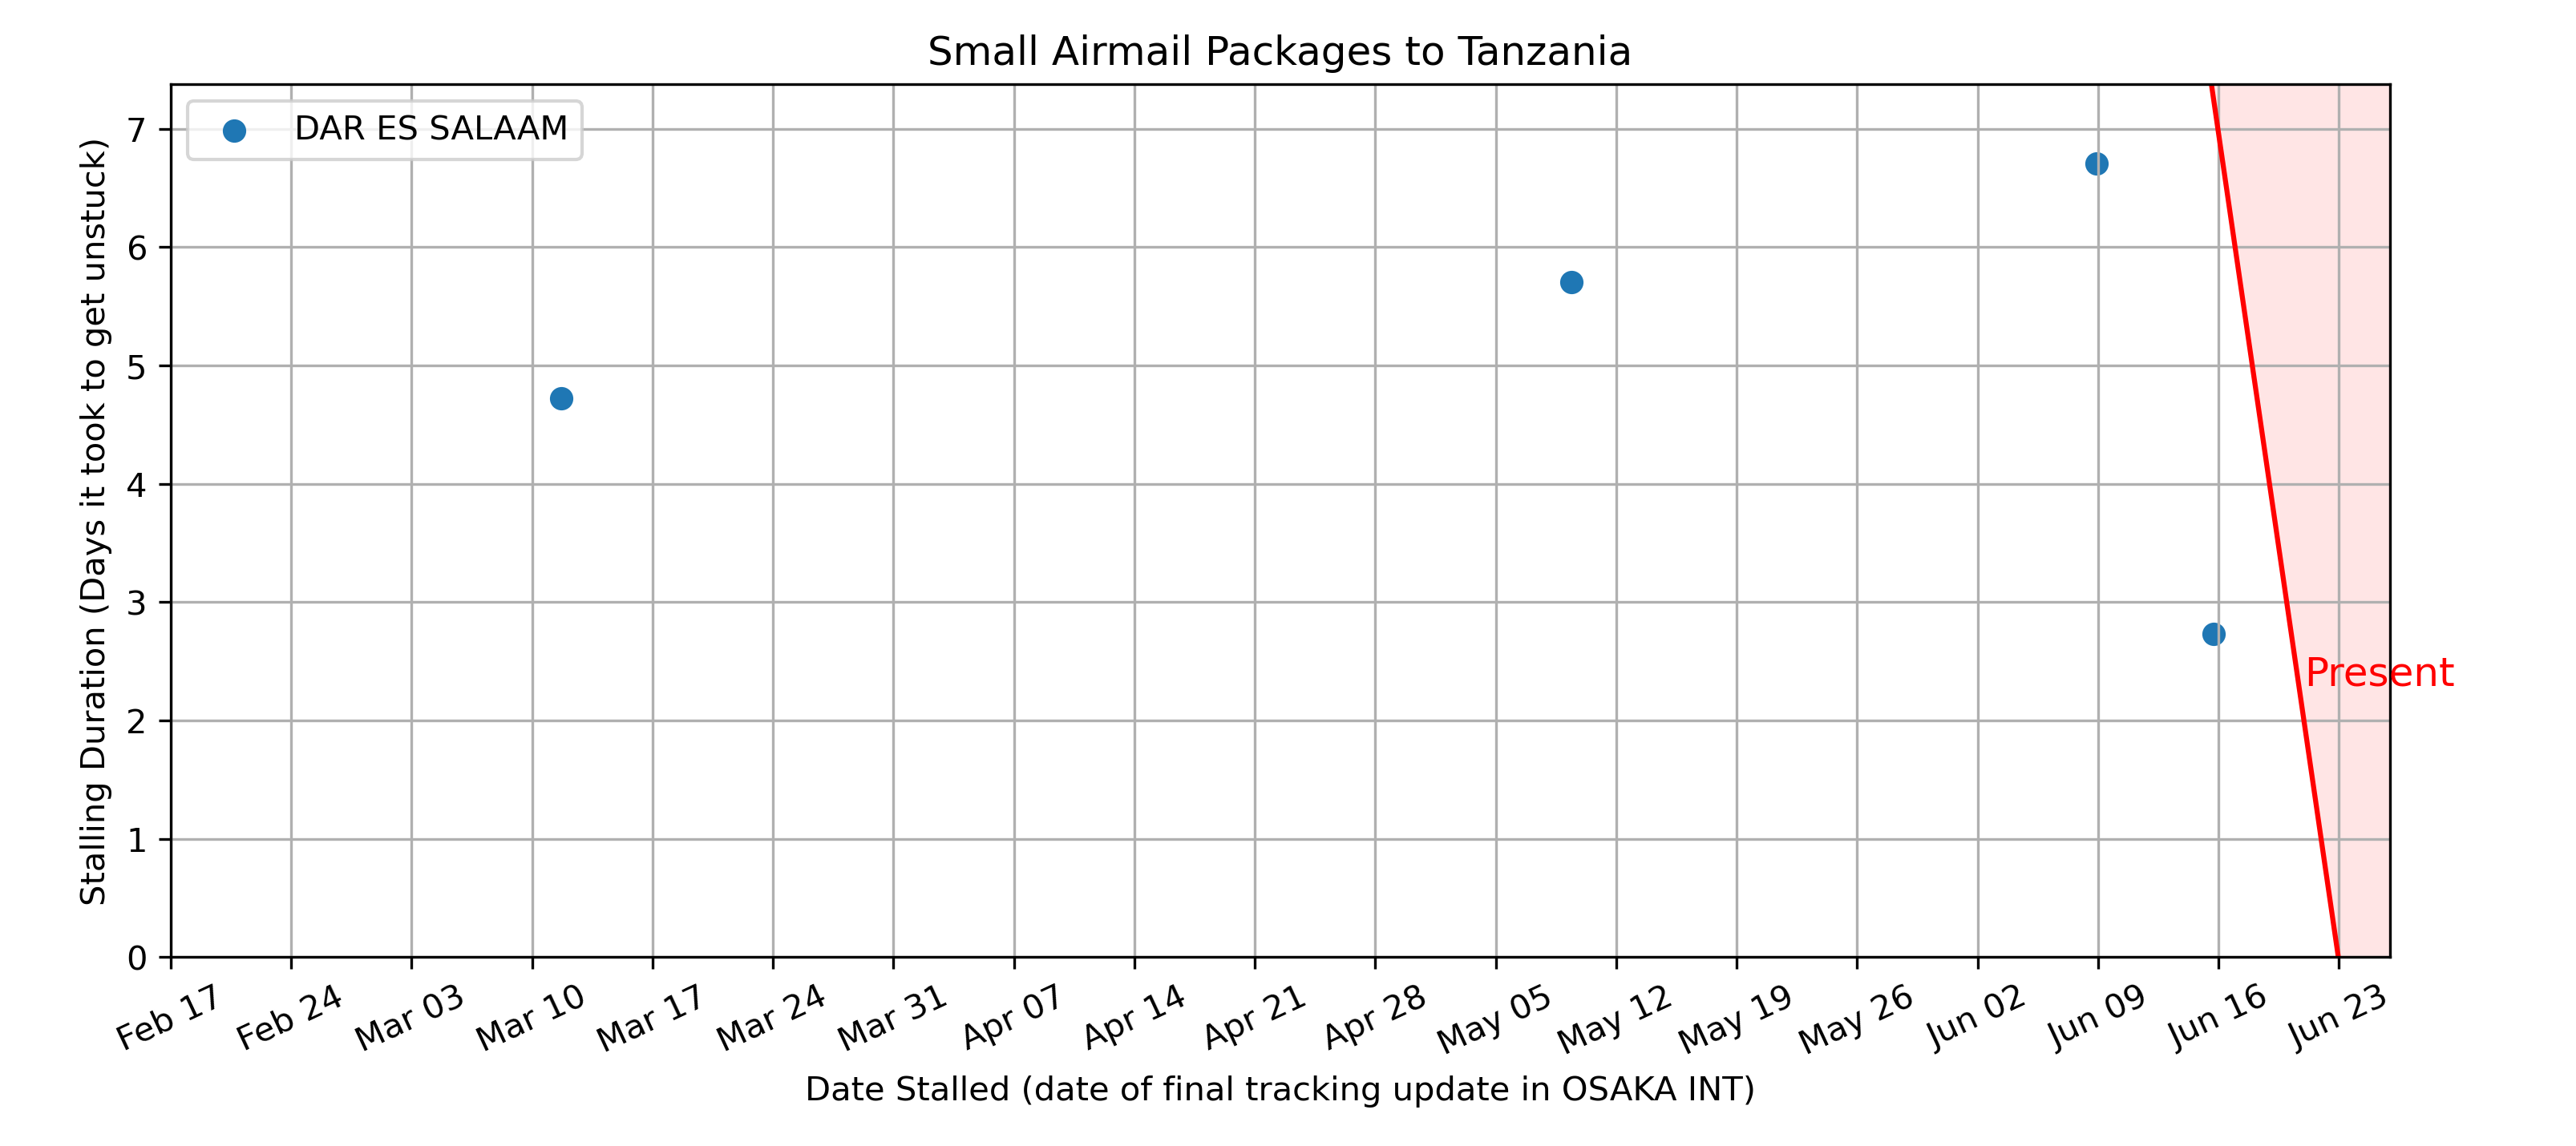 Small Airmail Packages to Tanzania
DAR ES SALAAM
Stalling Duration (Days it took to get unstuck)
7
6
5
4
3
2
1
0
Present
Feb 17 Feb 24 Mar 03 Mar 10 Mar 17 Mar 24 Mar 31 Apr 07 Apr 14 Apr 21 Apr 28 May 05 May 12 May 19 May 26 Jun 02 Jun 09 Jun 16 Jun 23
Date Stalled (date of final tracking update in OSAKA INT)